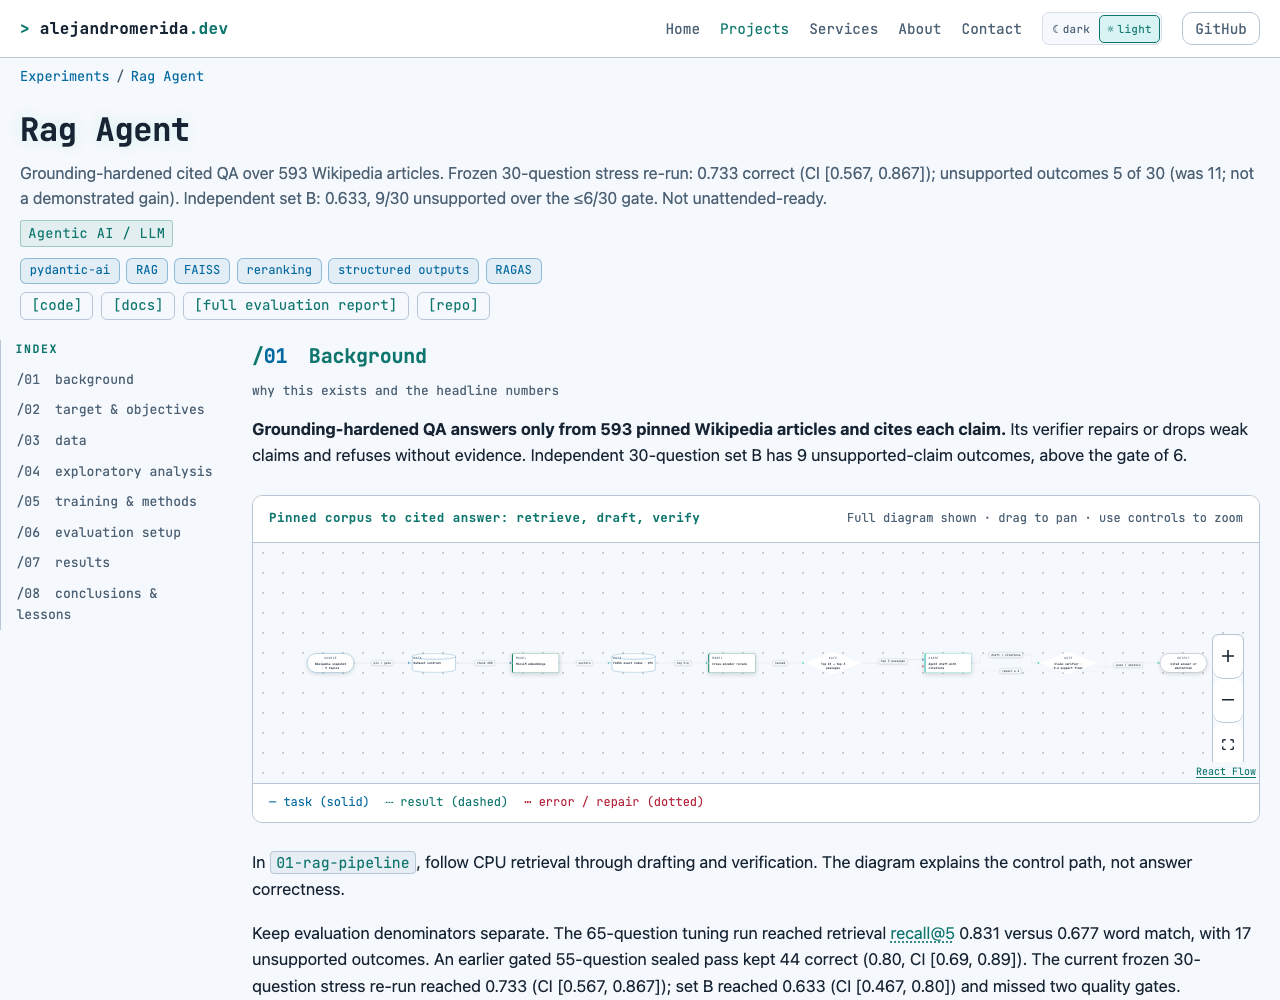 > alejandromerida.dev
Home Projects Services About Contact ☾ dark ☼ light GitHub
Experiments / Rag Agent
Rag Agent
Grounding-hardened cited QA over 593 Wikipedia articles. Frozen 30-question stress re-run: 0.733 correct (CI [0.567, 0.867]); unsupported outcomes 5 of 30 (was 11; not
a demonstrated gain). Independent set B: 0.633, 9/30 unsupported over the ≤6/30 gate. Not unattended-ready.
Agentic AI / LLM
pydantic-ai RAG FAISS reranking structured outputs RAGAS
[code] [docs] [full evaluation report] [repo]
INDEX
/01 background
/02 target & objectives
/03 data
/04 exploratory analysis
/05 training & methods
/06 evaluation setup
/07 results
/08 conclusions &
lessons
/01 Background
why this exists and the headline numbers
Grounding-hardened QA answers only from 593 pinned Wikipedia articles and cites each claim. Its verifier repairs or drops weak
claims and refuses without evidence. Independent 30-question set B has 9 unsupported-claim outcomes, above the gate of 6.
Pinned corpus to cited answer: retrieve, draft, verify
Full diagram shown · drag to pan · use controls to zoom
React Flow
— task (solid) -- result (dashed) ··· error / repair (dotted)
In 01-rag-pipeline, follow CPU retrieval through drafting and verification. The diagram explains the control path, not answer
correctness.
Keep evaluation denominators separate. The 65-question tuning run reached retrieval recall@5 0.831 versus 0.677 word match, with 17
unsupported outcomes. An earlier gated 55-question sealed pass kept 44 correct (0.80, CI [0.69, 0.89]). The current frozen 30-
question stress re-run reached 0.733 (CI [0.567, 0.867]); set B reached 0.633 (CI [0.467, 0.80]) and missed two quality gates.